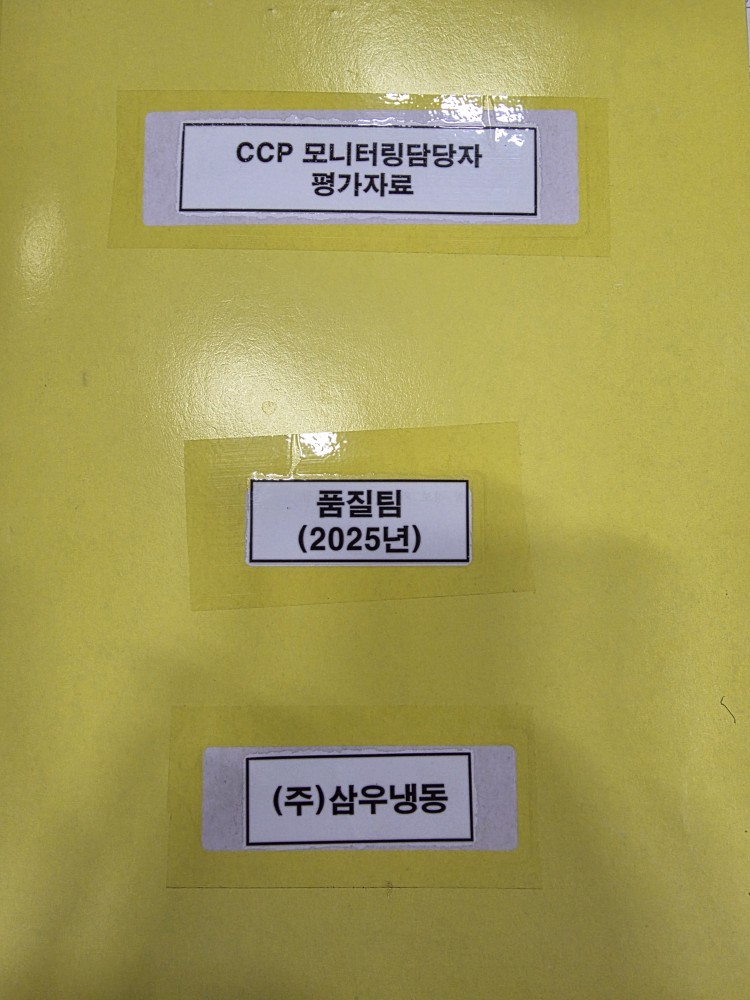 CCP 모니터링담당자
평가자료
품질팀
(2025년)
(주)삼우냉동